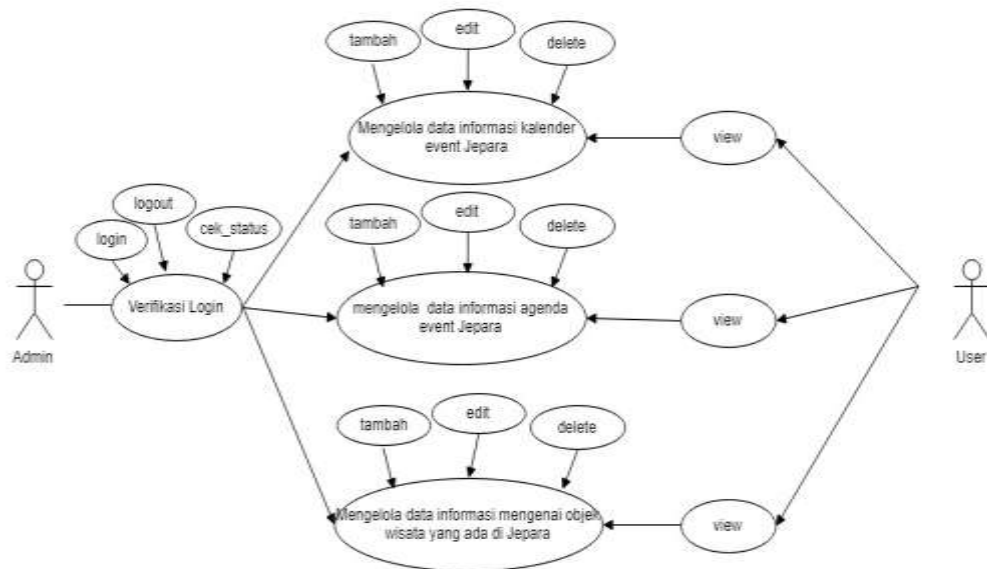 edit
tambah
delete
Mengelola data informasi kalender
event Jepara
view
logout
login
cek_status
edit
tambah
delete
Verifikasi Login
mengelola data informasi agenda
event Jepara
view
Admin
User
edit
tambah
delete
Mengelola data informasi mengenai objek
wisata yang ada di Jepara
view